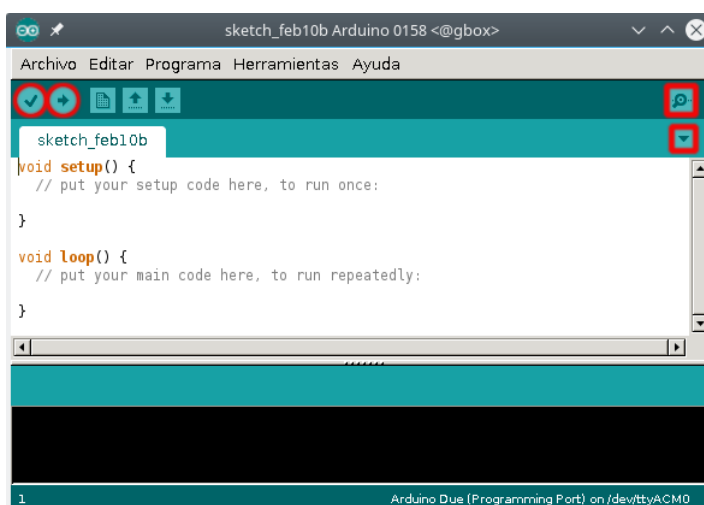 sketch_feb10b Arduino 0158 <@gbox>
Archivo Editar Programa Herramientas Ayuda
sketch_feb10b
void setup() {
  // put your setup code here, to run once:
}
void loop() {
  // put your main code here, to run repeatedly:
}
1
Arduino Due (Programming Port) on /dev/ttyACM0